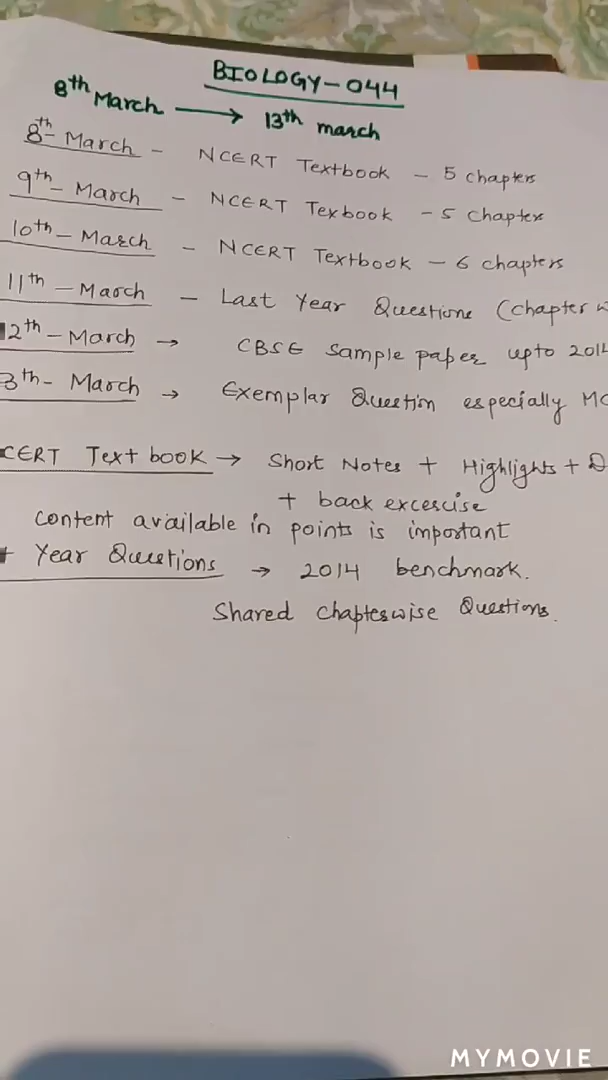 BIOLOGY-044
8th March → 13th march
8th March - NCERT Textbook - 5 chapters
9th- March - NCERT Texbook - 5 Chapters
10th-March - NCERT Textbook - 6 chapters
11th - March - Last Year Questions (chapter w
2th-March → CBSE Sample paper upto 2014
3th- March → Exemplar Question especially MC
CERT Text book → Short Notes + Highlights + D
+ back excercise
content available in points is important
t Year Questions → 2014 benchmark.
Shared Chapterswise Questions.
MYMOVIE